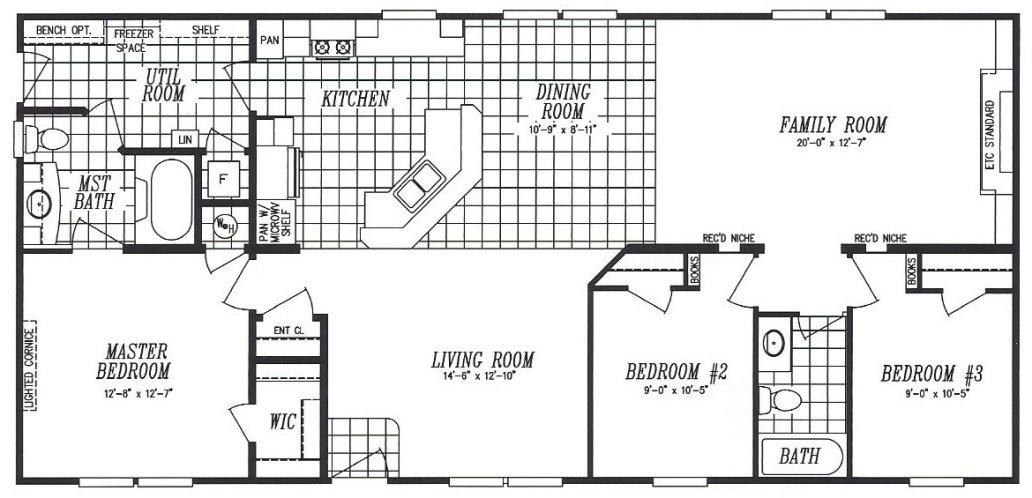 BENCH OPT.
FREEZER
SPACE
SHELF
PAN
UTIL
ROOM
KITCHEN
DINING
ROOM
10'-9" x 8'-11"
FAMILY ROOM
20'-0" x 12'-7"
ETC STANDARD
LIN
F
MST
BATH
W
H
PAN W/
MICROWV
SHELF
REC'D NICHE
REC'D NICHE
BOOKS
BOOKS
ENT CL
LIGHTED CORNICE
MASTER
BEDROOM
12'-8" x 12'-7"
LIVING ROOM
14'-6" x 12'-10"
BEDROOM #2
9'-0" x 10'-5"
BEDROOM #3
9'-0" x 10'-5"
WIC
BATH